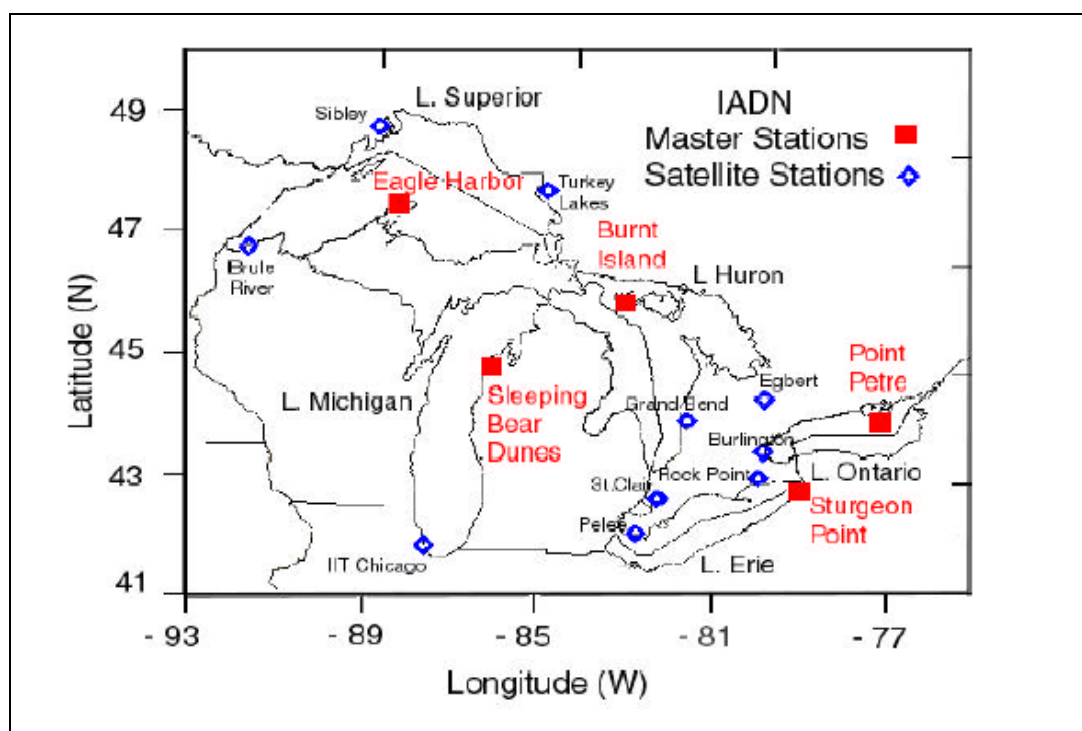 IADN
Master Stations
Satellite Stations
L. Superior
Sibley
Eagle Harbor
Turkey
Lakes
Burnt
Island
L Huron
Brule
River
L. Michigan
Sleeping
Bear
Dunes
Grand Bend
Egbert
Point
Petre
Burlington
Rock Point
L. Ontario
St.Clair
Pelee
Sturgeon
Point
L. Erie
IIT Chicago
49
47
45
43
41
Latitude (N)
- 93
- 89
- 85
- 81
- 77
Longitude (W)